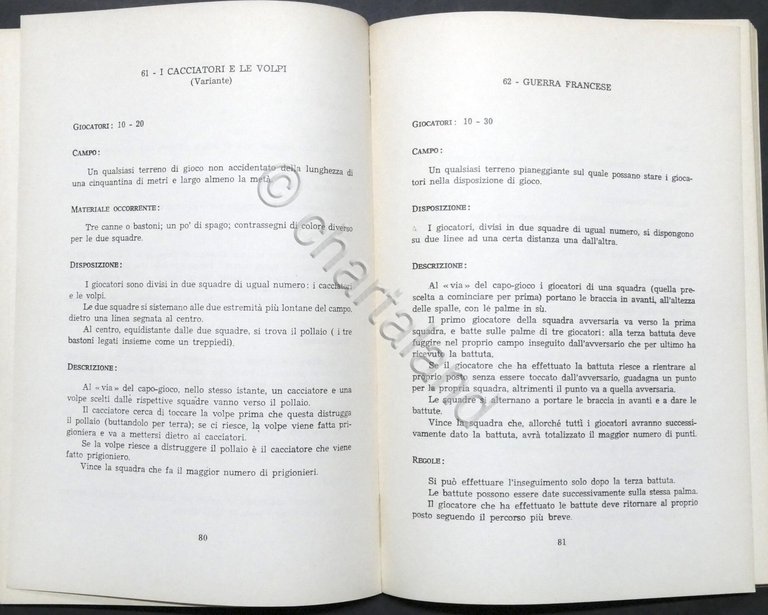 61 - I CACCIATORI E LE VOLPI
(Variante)
GIOCATORI: 10 - 20
CAMPO:
Un qualsiasi terreno di gioco non accidentato della lunghezza di
una cinquantina di metri e largo almeno la metà.
MATERIALE OCCORRENTE:
Tre canne o bastoni; un po' di spago; contrassegni di colore diverso
per le due squadre.
DISPOSIZIONE:
I giocatori sono divisi in due squadre di ugual numero: i cacciatori
e le volpi.
Le due squadre si sistemano alle due estremità più lontane del campo,
dietro una linea segnata al centro.
Al centro, equidistante dalle due squadre, si trova il pollaio ( i tre
bastoni legati insieme come un treppiedi).
DESCRIZIONE:
Al «via» del capo-gioco, nello stesso istante, un cacciatore e una
volpe scelti dalle rispettive squadre vanno verso il pollaio.
Il cacciatore cerca di toccare la volpe prima che questa distrugga
il pollaio (buttandolo per terra); se ci riesce, la volpe viene fatta pri-
gioniera e va a mettersi dietro ai cacciatori.
Se la volpe riesce a distruggere il pollaio è il cacciatore che viene
fatto prigioniero.
Vince la squadra che fa il maggior numero di prigionieri.
80
62 - GUERRA FRANCESE
GIOCATORI: 10 - 30
CAMPO:
Un qualsiasi terreno pianeggiante sul quale possano stare i gioca-
tori nella disposizione di gioco.
DISPOSIZIONE:
I giocatori, divisi in due squadre di ugual numero, si dispongono
su due linee ad una certa distanza una dall'altra.
DESCRIZIONE:
Al «via» del capo-gioco i giocatori di una squadra (quella pre-
scelta a cominciare per prima) portano le braccia in avanti, all'altezza
delle spalle, con le palme in sù.
Il primo giocatore della squadra avversaria va verso la prima
squadra, e batte sulle palme di tre giocatori: alla terza battuta deve
fuggire nel proprio campo inseguito dall'avversario che per ultimo ha
ricevuto la battuta.
Se il giocatore che ha effettuato la battuta riesce a rientrare al
proprio posto senza essere toccato dall'avversario, guadagna un punto
per la propria squadra, altrimenti il punto va a quella avversaria.
Le squadre si alternano a portare le braccia in avanti e a dare le
battute.
Vince la squadra che, allorché tutti i giocatori avranno successi-
vamente dato la battuta, avrà totalizzato il maggior numero di punti.
REGOLE:
Si può effettuare l'inseguimento solo dopo la terza battuta.
Le battute possono essere date successivamente sulla stessa palma.
Il giocatore che ha effettuato le battute deve ritornare al proprio
posto seguendo il percorso più breve.
81
© chartaland